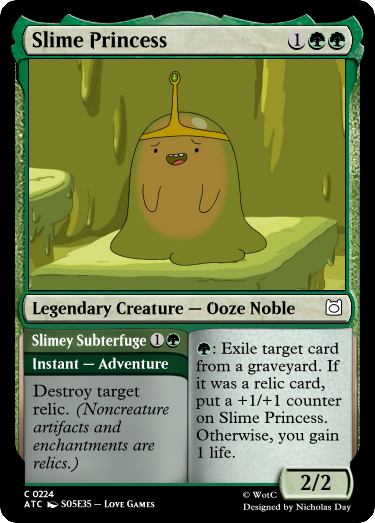 Slime Princess 1
Legendary Creature — Ooze Noble
Slimey Subterfuge 1
Instant — Adventure
Destroy target
relic. (Noncreature
artifacts and
enchantments are
relics.)
: Exile target card
from a graveyard. If
it was a relic card,
put a +1/+1 counter
on Slime Princess.
Otherwise, you gain
1 life.
2/2
C 0224
ATC S05E35 — Love Games
© WotC
Designed by Nicholas Day